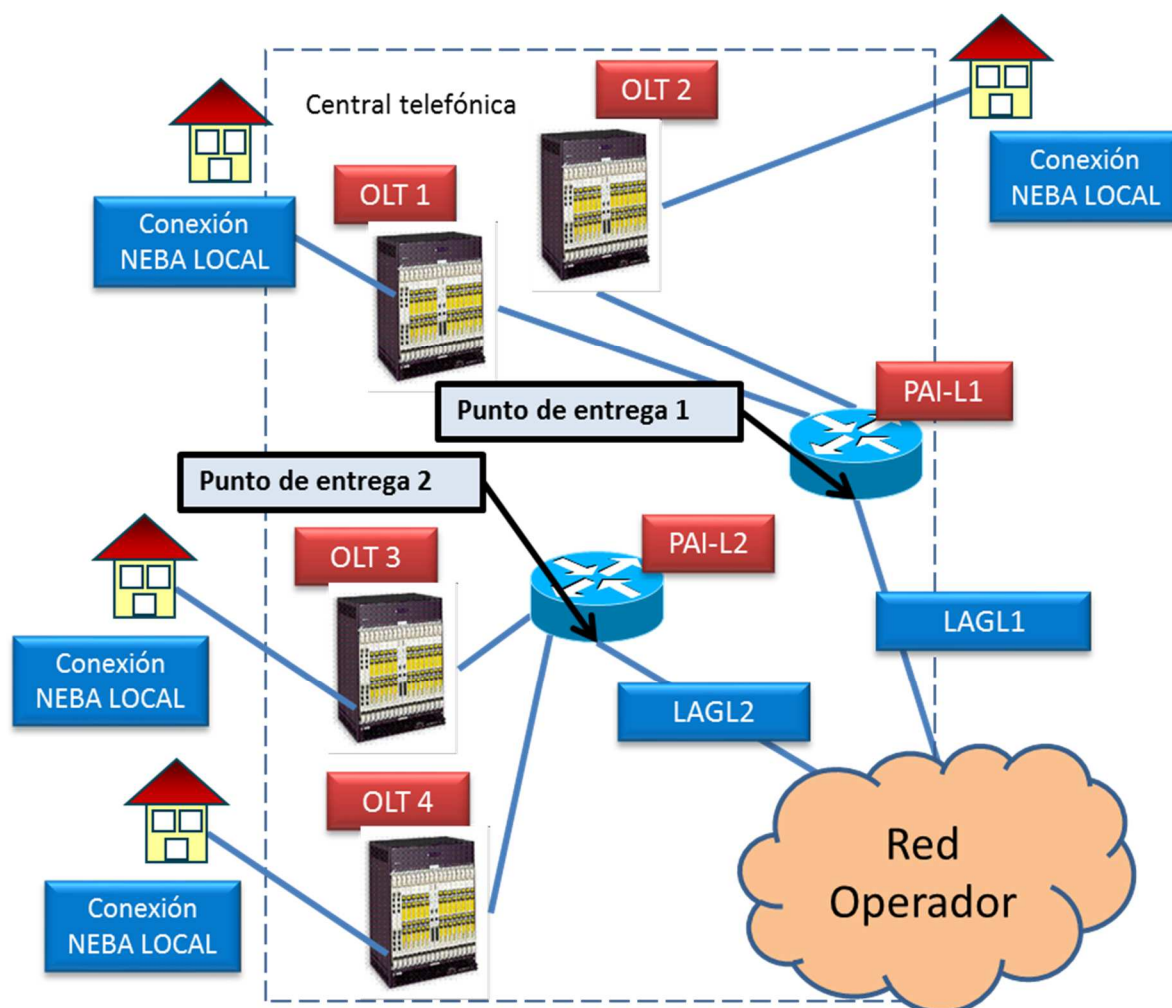 Central telefónica
OLT 2
Conexión
NEBA LOCAL
OLT 1
Conexión
NEBA LOCAL
PAI-L1
Punto de entrega 1
Punto de entrega 2
OLT 3
PAI-L2
Conexión
NEBA LOCAL
LAGL1
LAGL2
OLT 4
Red
Operador
Conexión
NEBA LOCAL